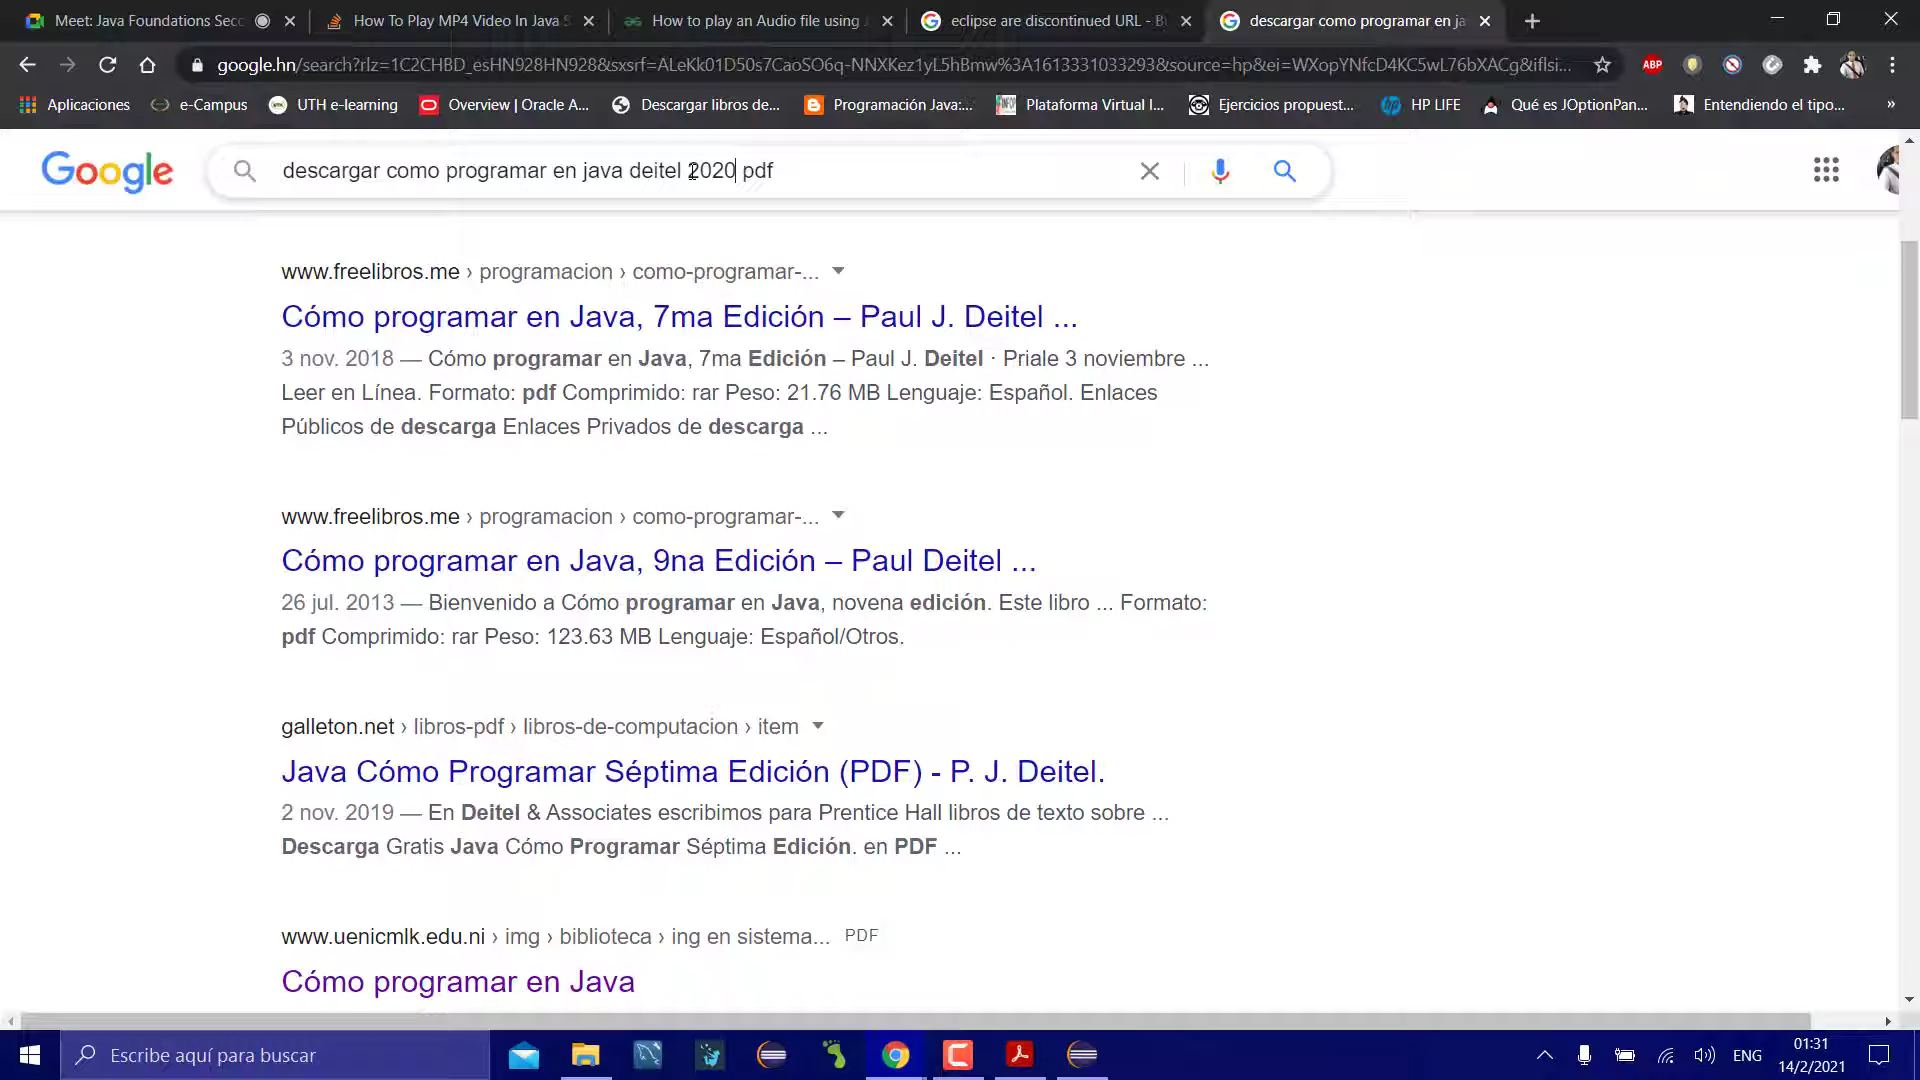 Meet: Java Foundations Secc
How To Play MP4 Video In Java S
How to play an Audio file using J
eclipse are discontinued URL - Bu
descargar como programar en ja
google.hn/search?rlz=1C2CHBD_esHN928HN928&sxsrf=ALeKk01D50s7CaoSO6q-NNXKez1yL5hBmw%3A1613331033293&source=hp&ei=WXopYNfcD4KC5wL76bXACg&iflsi...
ABP
Aplicaciones
e-Campus
UTH e-learning
Overview | Oracle A...
Descargar libros de...
Programación Java:...
Plataforma Virtual I...
Ejercicios propuest...
HP LIFE
Qué es JOptionPan...
Entendiendo el tipo...
»
Google
descargar como programar en java deitel 2020 pdf
www.freelibros.me › programacion › como-programar-...
Cómo programar en Java, 7ma Edición – Paul J. Deitel ...
3 nov. 2018 — Cómo programar en Java, 7ma Edición – Paul J. Deitel · Priale 3 noviembre ...
Leer en Línea. Formato: pdf Comprimido: rar Peso: 21.76 MB Lenguaje: Español. Enlaces
Públicos de descarga Enlaces Privados de descarga ...
www.freelibros.me › programacion › como-programar-...
Cómo programar en Java, 9na Edición – Paul Deitel ...
26 jul. 2013 — Bienvenido a Cómo programar en Java, novena edición. Este libro ... Formato:
pdf Comprimido: rar Peso: 123.63 MB Lenguaje: Español/Otros.
galleton.net › libros-pdf › libros-de-computacion › item
Java Cómo Programar Séptima Edición (PDF) - P. J. Deitel.
2 nov. 2019 — En Deitel & Associates escribimos para Prentice Hall libros de texto sobre ...
Descarga Gratis Java Cómo Programar Séptima Edición. en PDF ...
www.uenicmlk.edu.ni › img › biblioteca › ing en sistema... PDF
Cómo programar en Java
Escribe aquí para buscar
ENG
01:31
14/2/2021